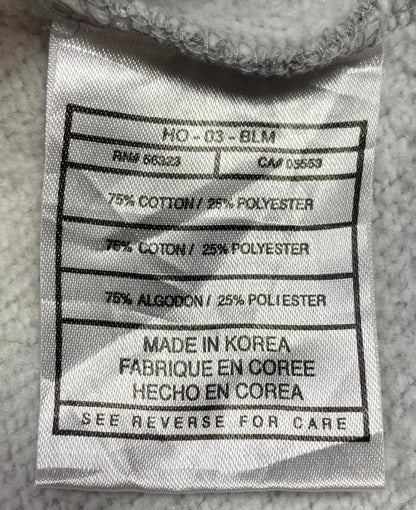 HO - 03 - BLM
RN# 56323 CA# 05553
75% COTTON / 25% POLYESTER
75% COTON / 25% POLYESTER
75% ALGODON / 25% POLIESTER
MADE IN KOREA
FABRIQUE EN COREE
HECHO EN COREA
SEE REVERSE FOR CARE